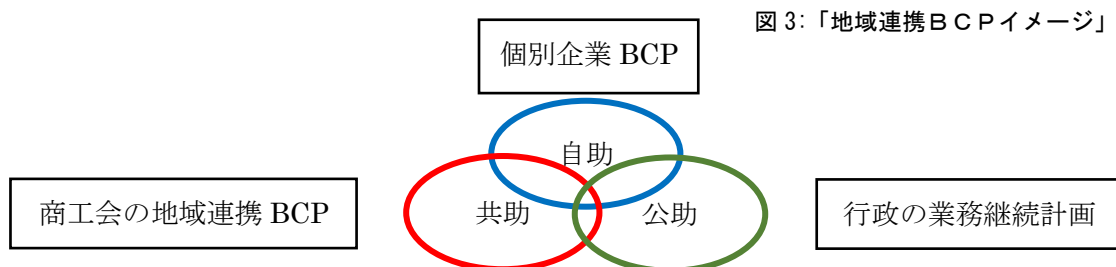 図3:「地域連携BCPイメージ」
個別企業 BCP
自助
商工会の地域連携 BCP
共助
公助
行政の業務継続計画